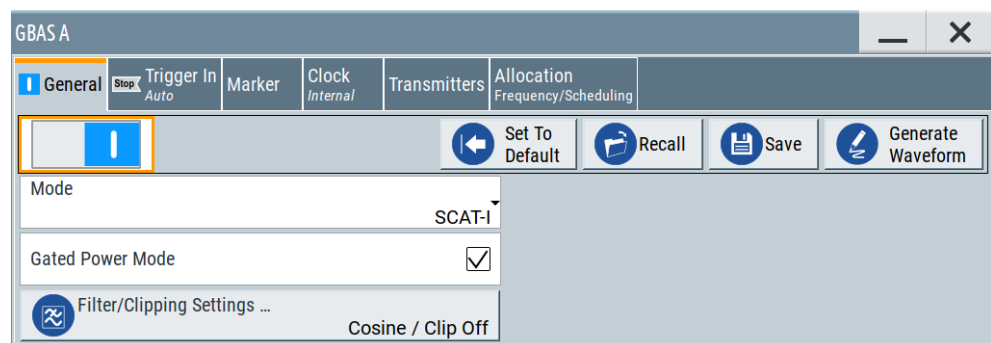 GBAS A
General
Stop
Trigger In
Auto
Marker
Clock
Internal
Transmitters
Allocation
Frequency/Scheduling
Set To
Default
Recall
Save
Generate
Waveform
Mode
SCAT-I
Gated Power Mode
Filter/Clipping Settings ...
Cosine / Clip Off